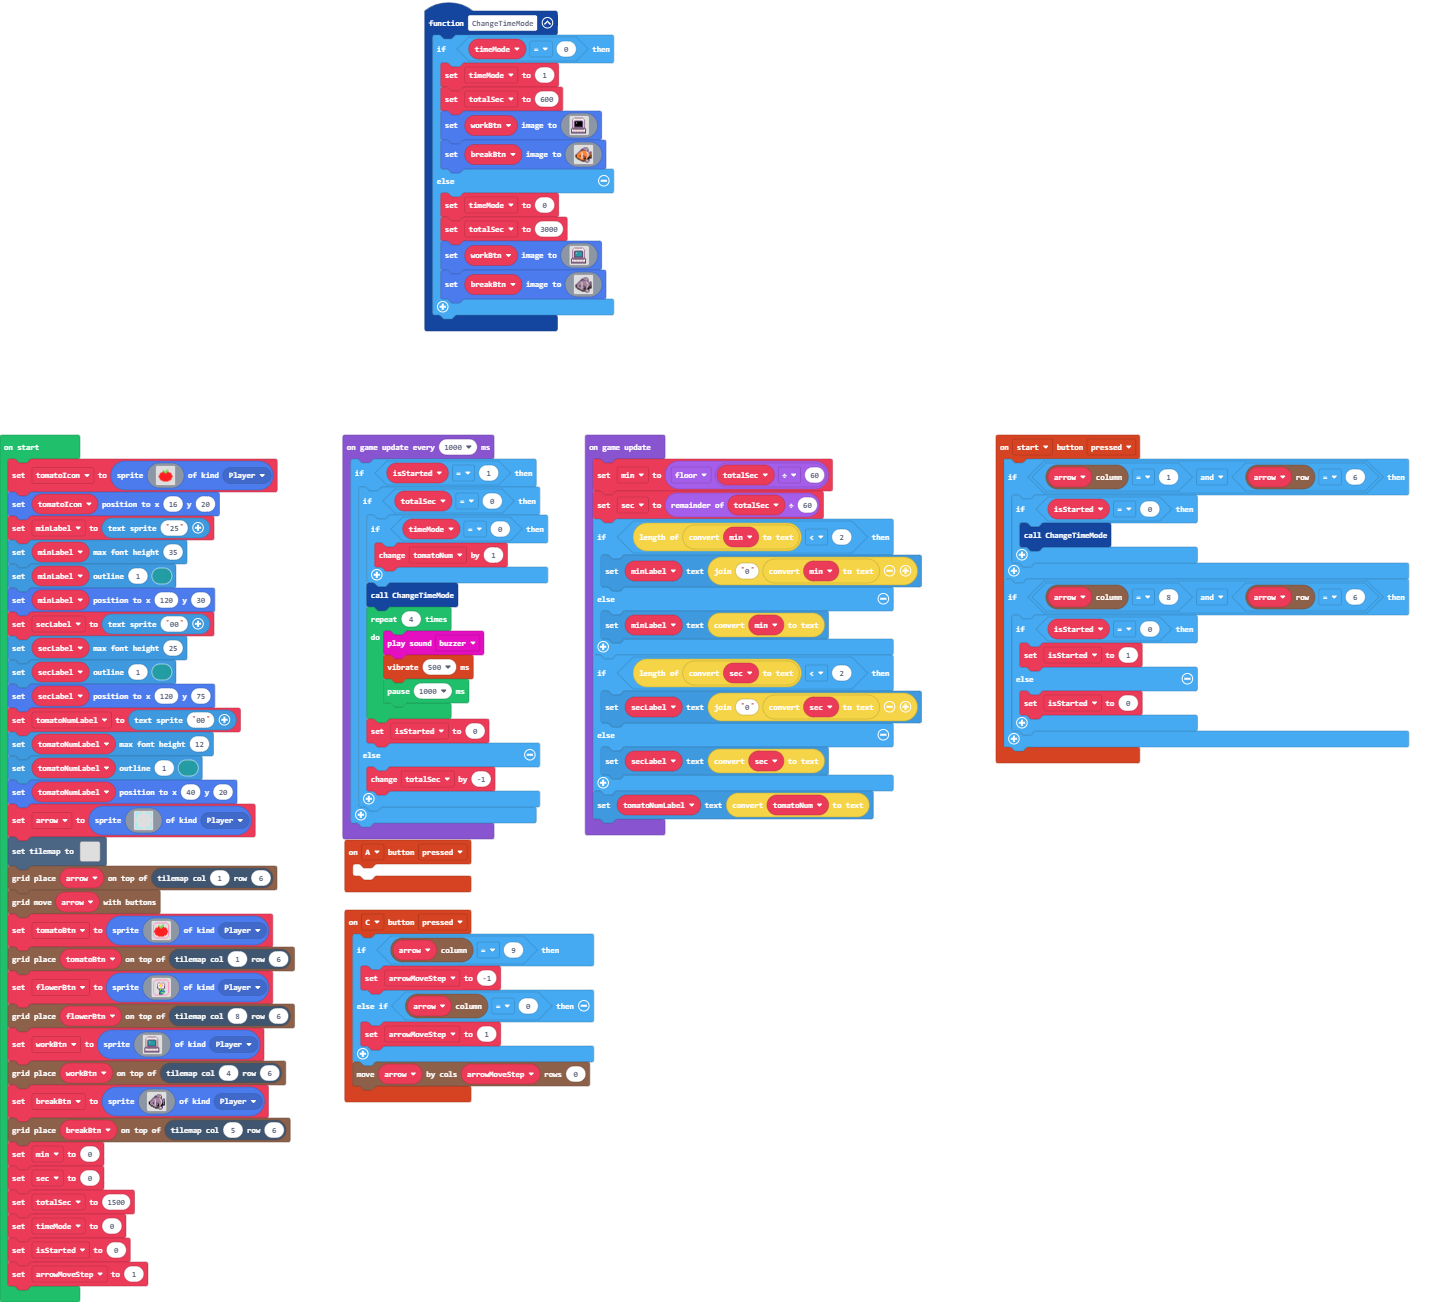 function ChangeTimeMode
if timeMode = 0 then
set timeMode to 1
set totalSec to 600
set workBtn image to
set breakBtn image to
else
set timeMode to 0
set totalSec to 3000
set workBtn image to
set breakBtn image to
on start
set tomatoIcon to sprite of kind Player
set tomatoIcon position to x 16 y 20
set minLabel to text sprite "25"
set minLabel max font height 35
set minLabel outline 1
set minLabel position to x 120 y 30
set secLabel to text sprite "00"
set secLabel max font height 25
set secLabel outline 1
set secLabel position to x 120 y 75
set tomatoNumLabel to text sprite "00"
set tomatoNumLabel max font height 12
set tomatoNumLabel outline 1
set tomatoNumLabel position to x 40 y 20
set arrow to sprite of kind Player
set tilemap to
grid place arrow on top of tilemap col 1 row 6
grid move arrow with buttons
set tomatoBtn to sprite of kind Player
grid place tomatoBtn on top of tilemap col 1 row 6
set flowerBtn to sprite of kind Player
grid place flowerBtn on top of tilemap col 8 row 6
set workBtn to sprite of kind Player
grid place workBtn on top of tilemap col 4 row 6
set breakBtn to sprite of kind Player
grid place breakBtn on top of tilemap col 5 row 6
set min to 0
set sec to 0
set totalSec to 1500
set timeMode to 0
set isStarted to 0
set arrowMoveStep to 1
on game update every 1000 ms
if isStarted = 1 then
if totalSec = 0 then
if timeMode = 0 then
change tomatoNum by 1
call ChangeTimeMode
repeat 4 times
do play sound buzzer
vibrate 500 ms
pause 1000 ms
set isStarted to 0
else
change totalSec by -1
on A button pressed
on C button pressed
if arrow column = 9 then
set arrowMoveStep to -1
else if arrow column = 0 then
set arrowMoveStep to 1
move arrow by cols arrowMoveStep rows 0
on game update
set min to floor totalSec ÷ 60
set sec to remainder of totalSec ÷ 60
if length of convert min to text < 2 then
set minLabel text join "0" convert min to text
else
set minLabel text convert min to text
if length of convert sec to text < 2 then
set secLabel text join "0" convert sec to text
else
set secLabel text convert sec to text
set tomatoNumLabel text convert tomatoNum to text
on start button pressed
if arrow column = 1 and arrow row = 6 then
if isStarted = 0 then
call ChangeTimeMode
if arrow column = 8 and arrow row = 6 then
if isStarted = 0 then
set isStarted to 1
else
set isStarted to 0